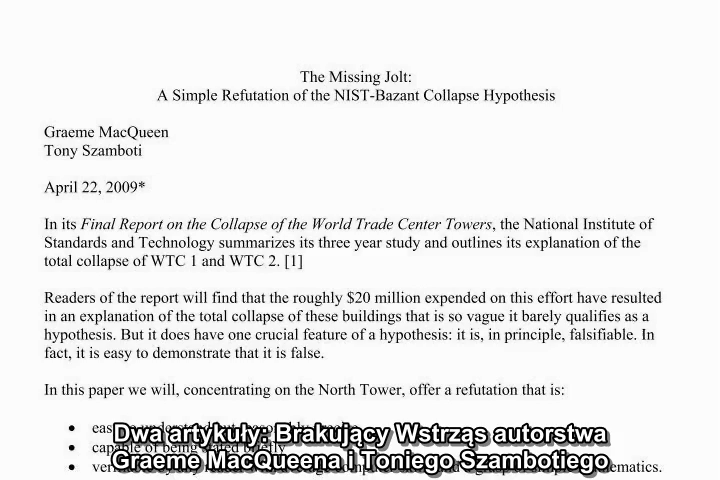 The Missing Jolt:
A Simple Refutation of the NIST-Bazant Collapse Hypothesis
Graeme MacQueen
Tony Szamboti
April 22, 2009*
In its Final Report on the Collapse of the World Trade Center Towers, the National Institute of
Standards and Technology summarizes its three year study and outlines its explanation of the
total collapse of WTC 1 and WTC 2. [1]
Readers of the report will find that the roughly $20 million expended on this effort have resulted
in an explanation of the total collapse of these buildings that is so vague it barely qualifies as a
hypothesis. But it does have one crucial feature of a hypothesis: it is, in principle, falsifiable. In
fact, it is easy to demonstrate that it is false.
In this paper we will, concentrating on the North Tower, offer a refutation that is:
• 
• capable of being stated briefly
• 
Dwa artykuły: Brakujący Wstrząs autorstwa
Graeme MacQueena i Toniego Szambotiego